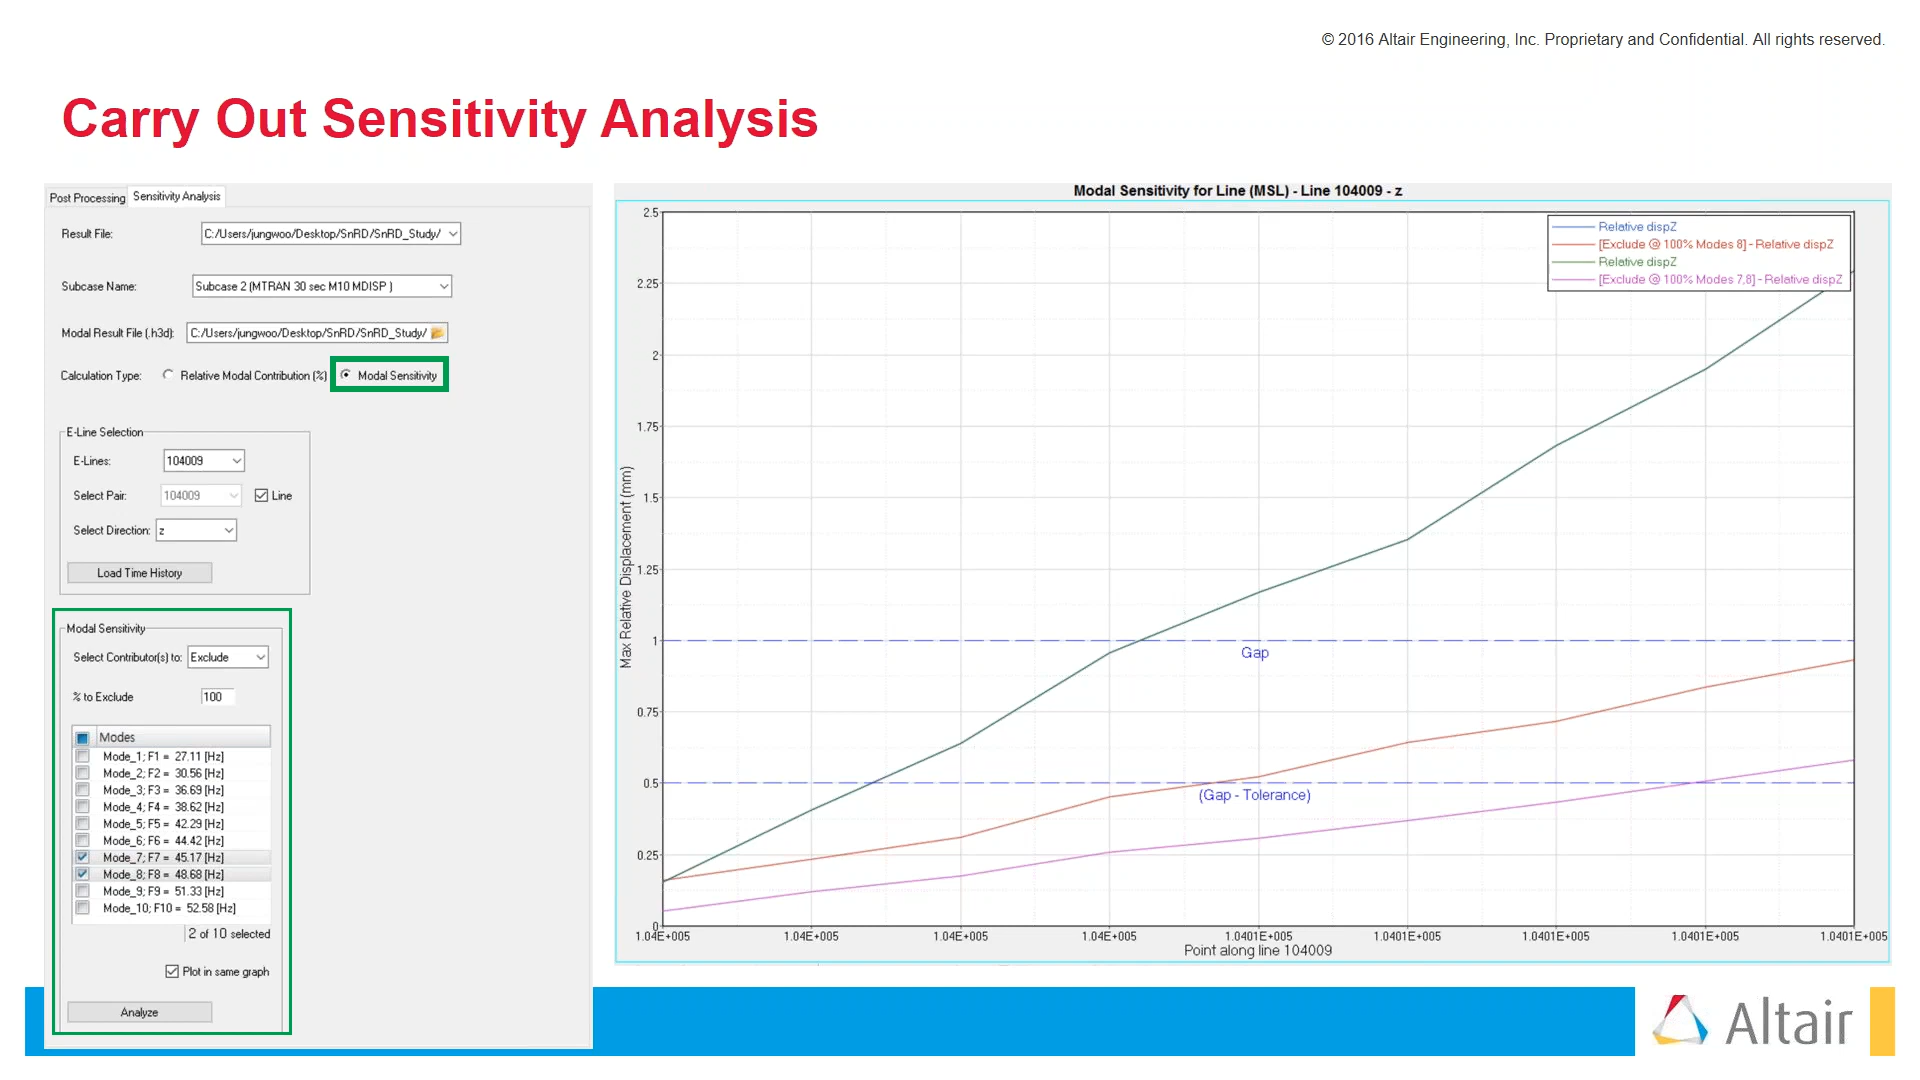 © 2016 Altair Engineering, Inc. Proprietary and Confidential. All rights reserved.
Carry Out Sensitivity Analysis
Post Processing
Sensitivity Analysis
Result File:
C:/Users/jungwoo/Desktop/SnRD/SnRD_Study/
Subcase Name:
Subcase 2 (MTRAN 30 sec M10 MDISP )
Modal Result File (.h3d):
C:/Users/jungwoo/Desktop/SnRD/SnRD_Study/
Calculation Type:
Relative Modal Contribution (%)
Modal Sensitivity
E-Line Selection
E-Lines:
104009
Select Pair:
104009
Line
Select Direction:
z
Load Time History
Modal Sensitivity
Select Contributor(s) to:
Exclude
% to Exclude
100
Modes
Mode_1; F1 = 27.11 [Hz]
Mode_2; F2 = 30.56 [Hz]
Mode_3; F3 = 36.69 [Hz]
Mode_4; F4 = 38.62 [Hz]
Mode_5; F5 = 42.29 [Hz]
Mode_6; F6 = 44.42 [Hz]
Mode_7; F7 = 45.17 [Hz]
Mode_8; F8 = 48.68 [Hz]
Mode_9; F9 = 51.33 [Hz]
Mode_10; F10 = 52.58 [Hz]
2 of 10 selected
Plot in same graph
Analyze
Modal Sensitivity for Line (MSL) - Line 104009 - z
Relative dispZ
[Exclude @ 100% Modes 8] - Relative dispZ
Relative dispZ
[Exclude @ 100% Modes 7,8] - Relative dispZ
Max Relative Displacement (mm)
2.5
2.25
2
1.75
1.5
1.25
1
0.75
0.5
0.25
0
Gap
(Gap - Tolerance)
1.04E+005
1.04E+005
1.04E+005
1.04E+005
1.0401E+005
1.0401E+005
1.0401E+005
1.0401E+005
1.0401E+005
Point along line 104009
Altair